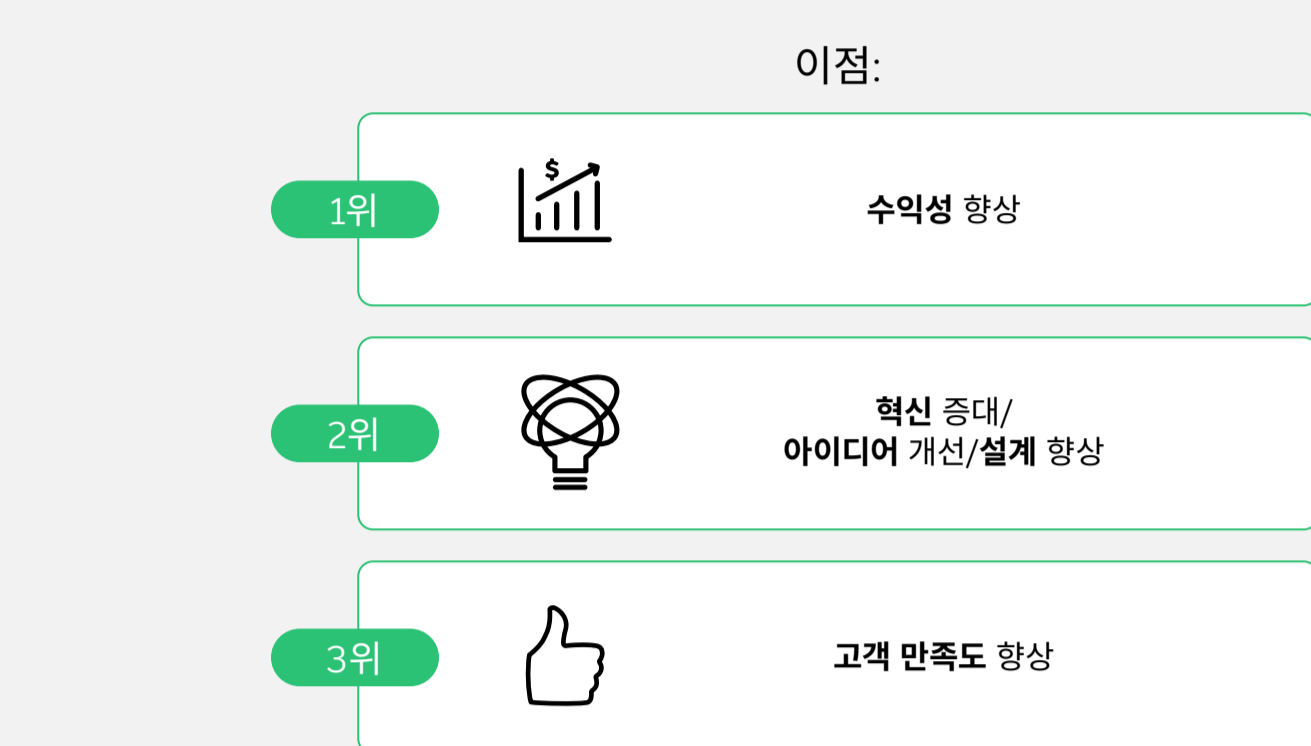 이점:
1위
$
수익성 향상
2위
혁신 증대/
아이디어 개선/설계 향상
3위
고객 만족도 향상